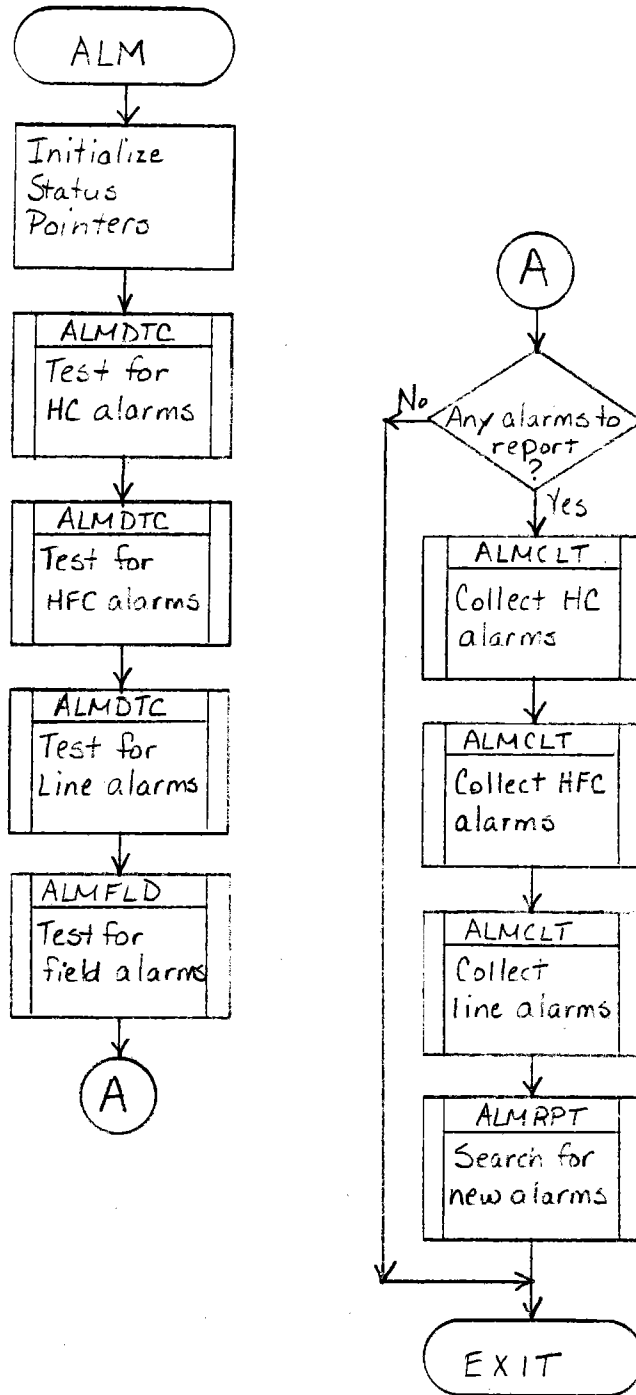 ALM
Initialize
Status
Pointers
ALMDTC
Test for
HC alarms
ALMDTC
Test for
HFC alarms
ALMDTC
Test for
Line alarms
ALMFLD
Test for
field alarms
A
A
No
Any alarms to
report
?
Yes
ALMCLT
Collect HC
alarms
ALMCLT
Collect HFC
alarms
ALMCLT
Collect
line alarms
ALMRPT
Search for
new alarms
EXIT